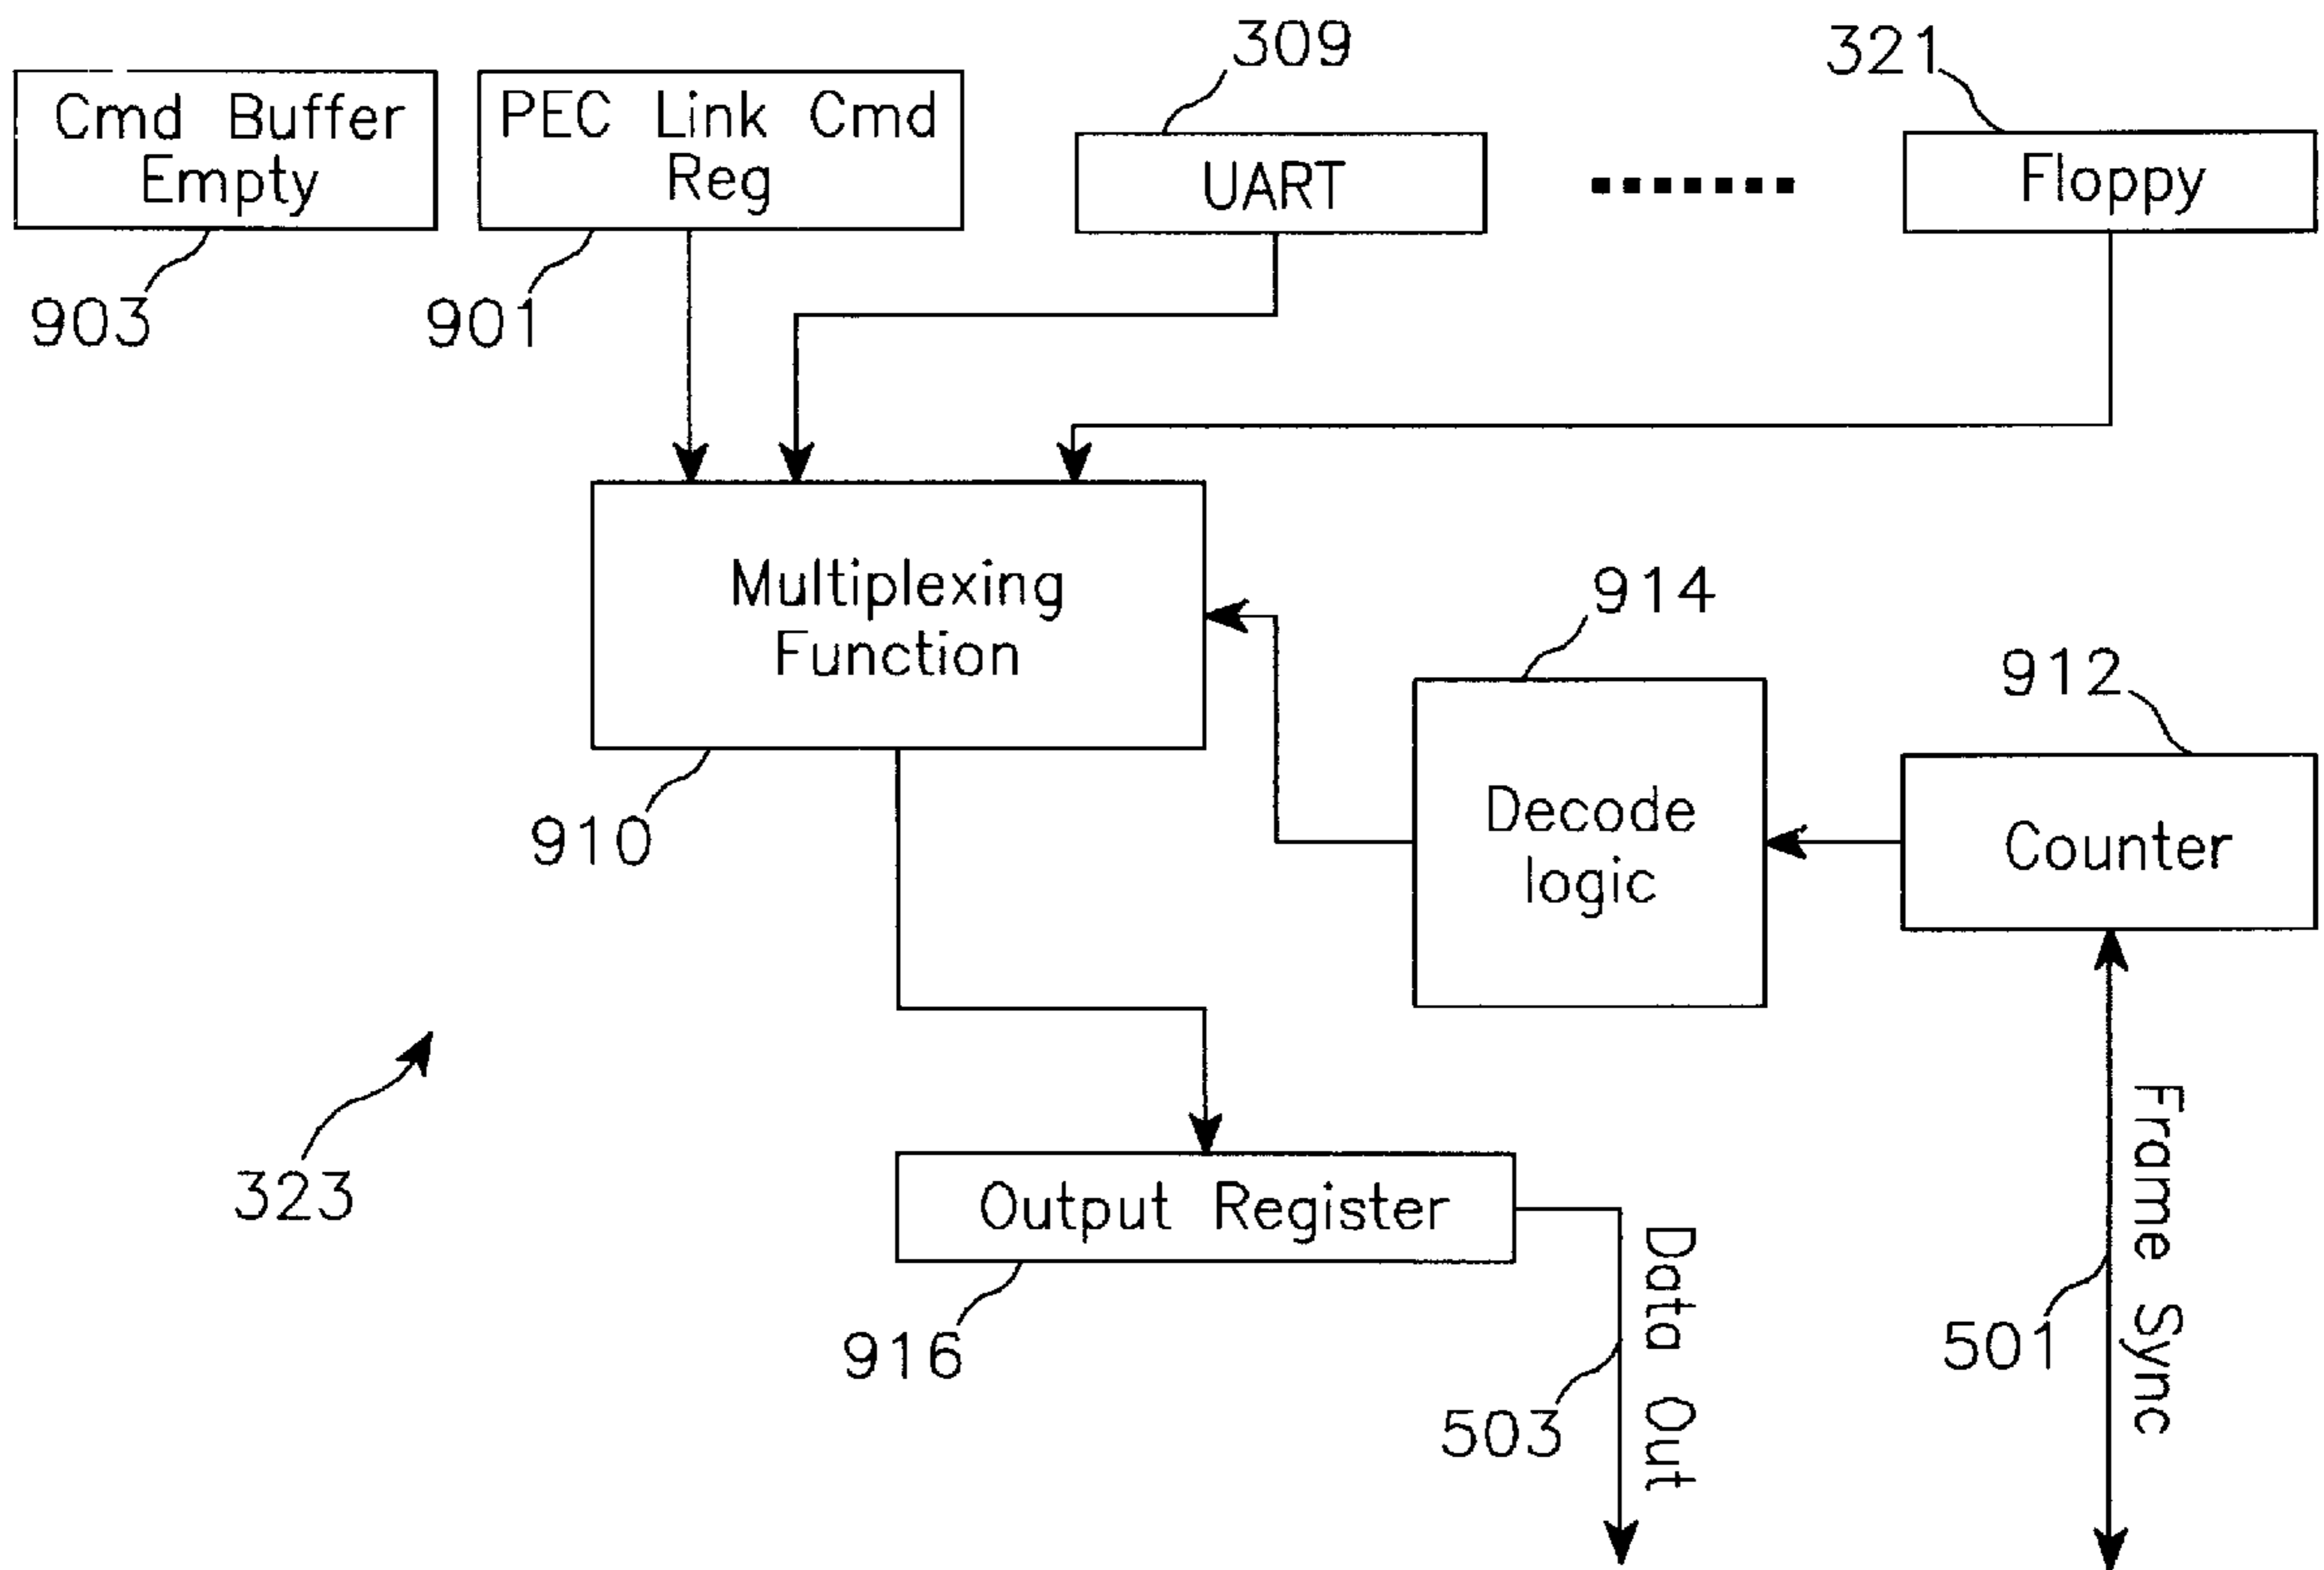 309
321
Cmd Buffer
Empty
PEC Link Cmd
Reg
UART
Floppy
903
901
Multiplexing
Function
914
912
910
Decode
logic
Counter
323
Output Register
916
Data Out
503
Frame Sync
501